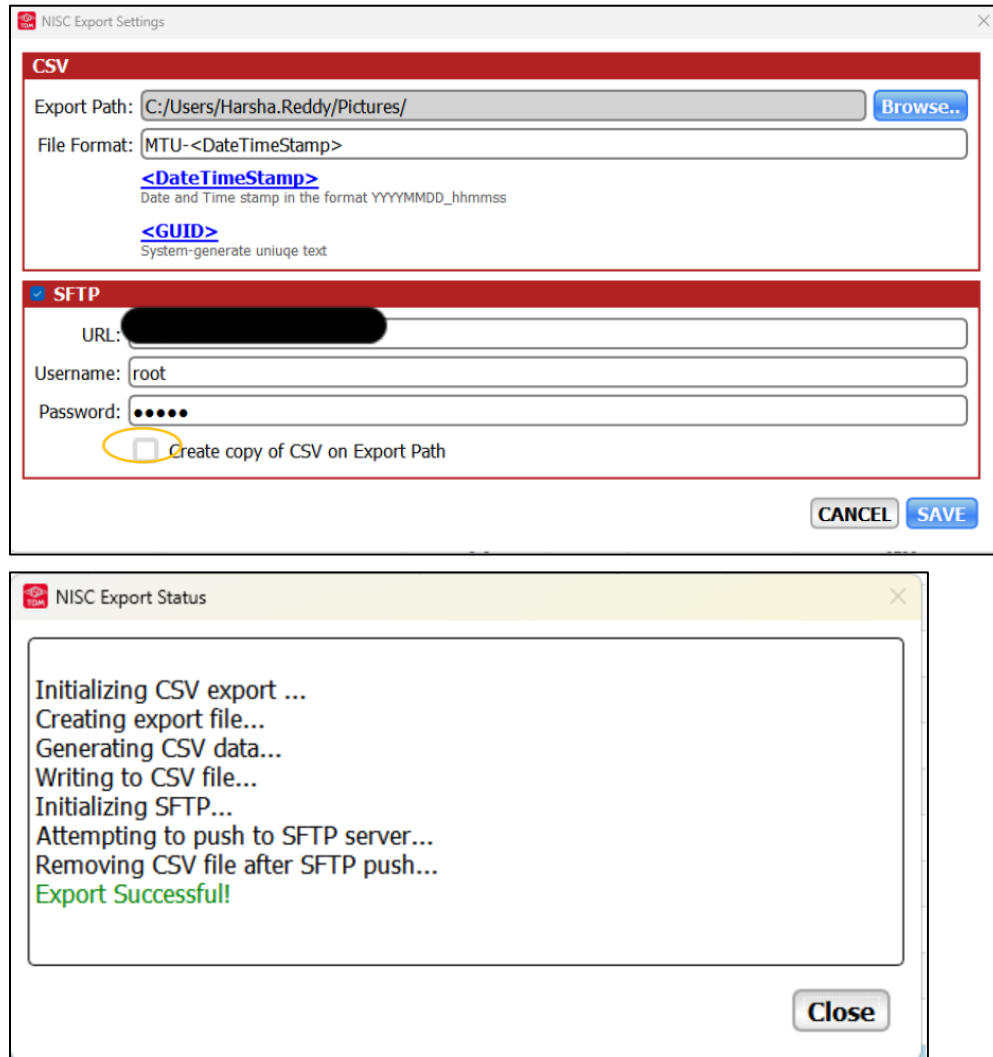 TDM NISC Export Settings
CSV
Export Path: C:/Users/Harsha.Reddy/Pictures/ Browse..
File Format: MTU-<DateTimeStamp>
<DateTimeStamp>
Date and Time stamp in the format YYYYMMDD_hhmmss
<GUID>
System-generate uniuqe text
SFTP
URL:
Username: root
Password: ●●●●●
Create copy of CSV on Export Path
CANCEL SAVE
TDM NISC Export Status
Initializing CSV export ...
Creating export file...
Generating CSV data...
Writing to CSV file...
Initializing SFTP...
Attempting to push to SFTP server...
Removing CSV file after SFTP push...
Export Successful!
Close